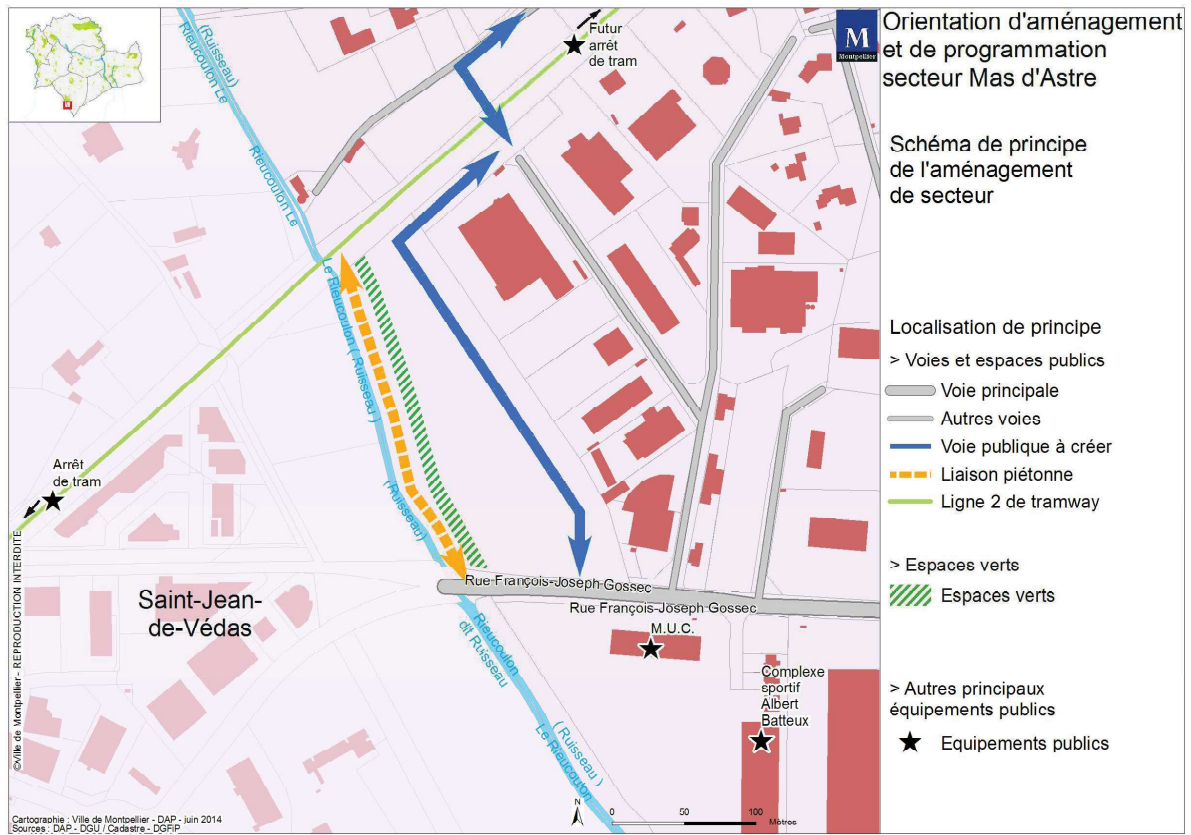 Orientation d'aménagement
et de programmation
secteur Mas d'Astre
Schéma de principe
de l'aménagement
de secteur
Localisation de principe
> Voies et espaces publics
Voie principale
Autres voies
Voie publique à créer
Liaison piétonne
Ligne 2 de tramway
> Espaces verts
Espaces verts
> Autres principaux
équipements publics
Equipements publics
M
Montpellier
Futur
arrêt
de tram
(Ruisseau)
Rieucoulon Le
Rieucoulon Le
Le Rieucoulon ( Ruisseau )
(Ruisseau)
Arrêt
de tram
Saint-Jean-
de-Védas
Rue François-Joseph Gossec
Rue François-Joseph Gossec
M.U.C.
Complexe
sportif
Albert
Batteux
Rieucoulon
dit Ruisseau
( Ruisseau )
Le Rieucoulon
N
0 50 100
Mètres
©Ville de Montpellier - REPRODUCTION INTERDITE
Cartographie : Ville de Montpellier - DAP - juin 2014
Sources : DAP - DGU / Cadastre - DGFiP